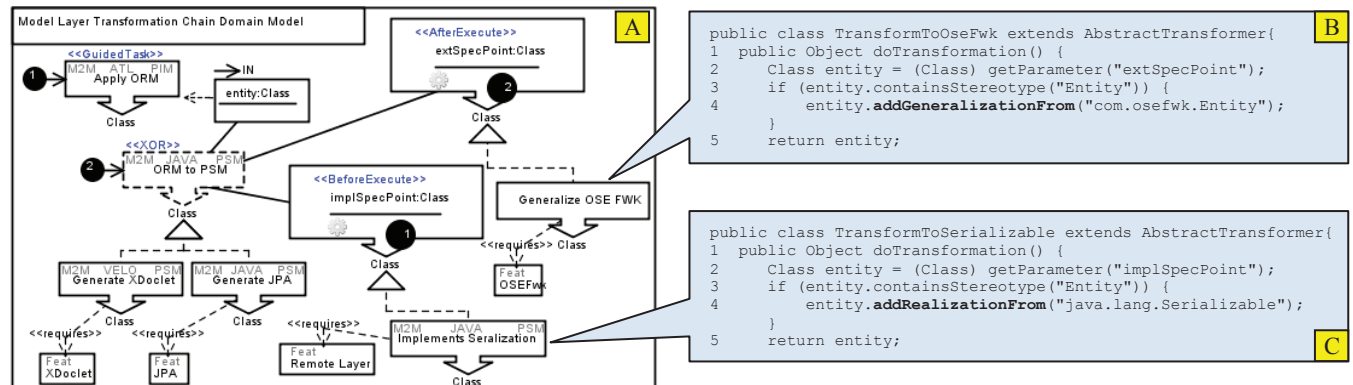 Model Layer Transformation Chain Domain Model
A
<<GuidedTask>>
M2M ATL PIM
Apply ORM
1
Class
IN
entity:Class
<<AfterExecute>>
extSpecPoint:Class
2
Class
<<XOR>>
M2M JAVA PSM
ORM to PSM
2
Class
<<BeforeExecute>>
implSpecPoint:Class
1
Class
Generalize OSE FWK
<<requires>>
Class
Feat
OSEFwk
M2M VELO PSM
Generate XDoclet
Class
M2M JAVA PSM
Generate JPA
Class
<<requires>>
Feat
XDoclet
<<requires>>
Feat
JPA
<<requires>>
Feat
Remote Layer
M2M JAVA PSM
Implements Seralization
Class
B
public class TransformToOseFwk extends AbstractTransformer{
1 public Object doTransformation() {
2 Class entity = (Class) getParameter("extSpecPoint");
3 if (entity.containsStereotype("Entity")) {
4 entity.addGeneralizationFrom("com.osefwk.Entity");
}
5 return entity;
public class TransformToSerializable extends AbstractTransformer{
1 public Object doTransformation() {
2 Class entity = (Class) getParameter("implSpecPoint");
3 if (entity.containsStereotype("Entity")) {
4 entity.addRealizationFrom("java.lang.Serializable");
}
5 return entity;
C